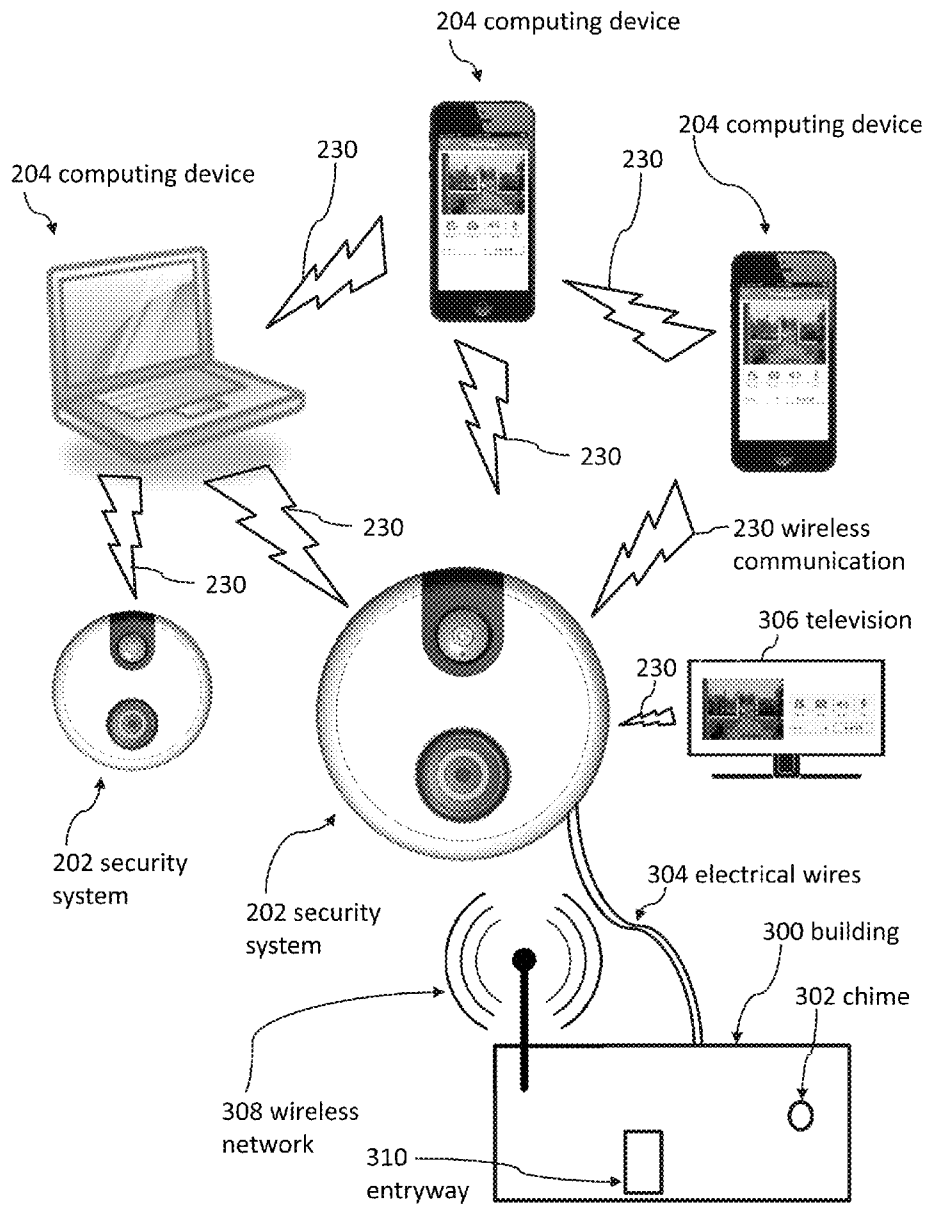 204 computing device
204 computing device
230
230
204 computing device
230
230
230 wireless
communication
230
306 television
230
202 security
system
304 electrical wires
202 security
system
300 building
302 chime
308 wireless
network
310
entryway